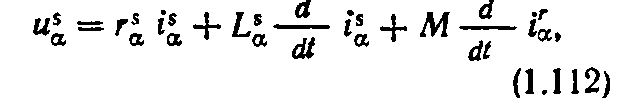 u^s_α = r^s_α i^s_α + L^s_α d/dt i^s_α + M d/dt i^r_α,
(1.112)